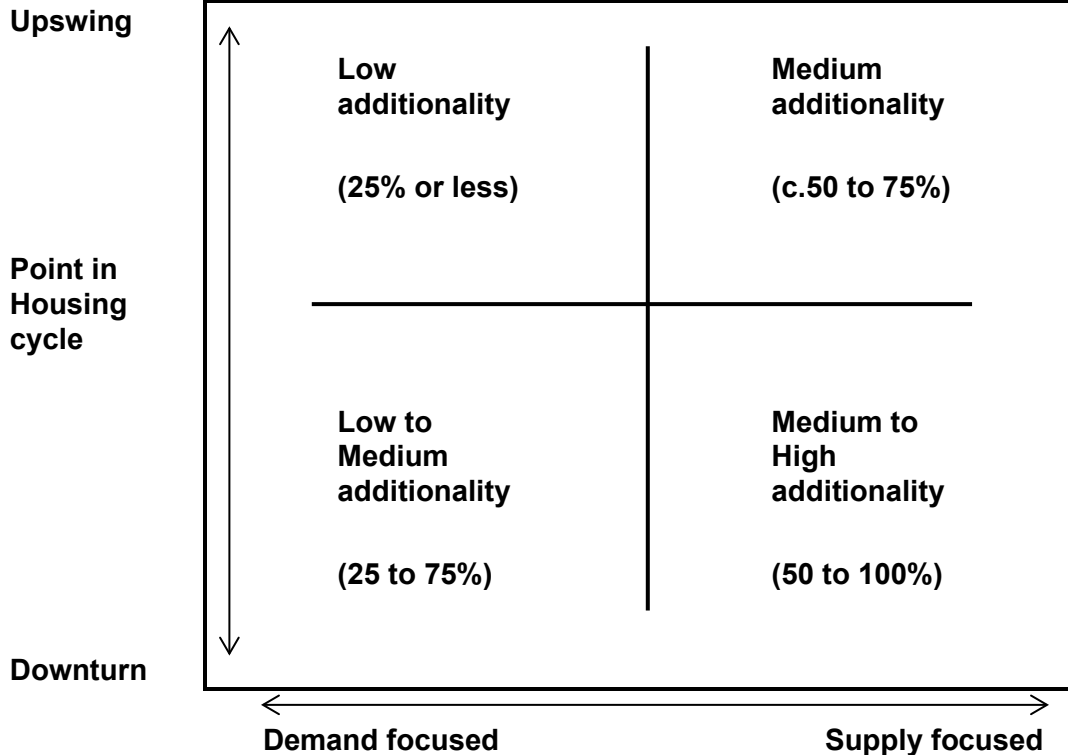 Upswing
Low
additionality
Medium
additionality
(25% or less)
(c.50 to 75%)
Point in
Housing
cycle
Low to
Medium
additionality
Medium to
High
additionality
(25 to 75%)
(50 to 100%)
Downturn
Demand focused
Supply focused